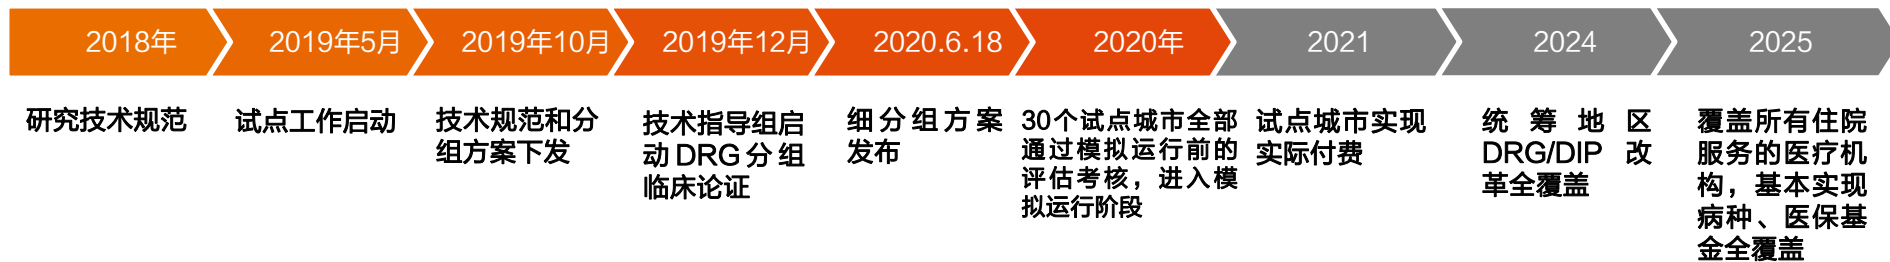 2018年
2019年5月
2019年10月
2019年12月
2020.6.18
2020年
2021
2024
2025
研究技术规范
试点工作启动
技术规范和分
组方案下发
技术指导组启
动DRG分组
临床论证
细分组方案
发布
30个试点城市全部
通过模拟运行前的
评估考核，进入模
拟运行阶段
试点城市实现
实际付费
统筹地区
DRG/DIP改
革全覆盖
覆盖所有住院
服务的医疗机
构，基本实现
病种、医保基
金全覆盖